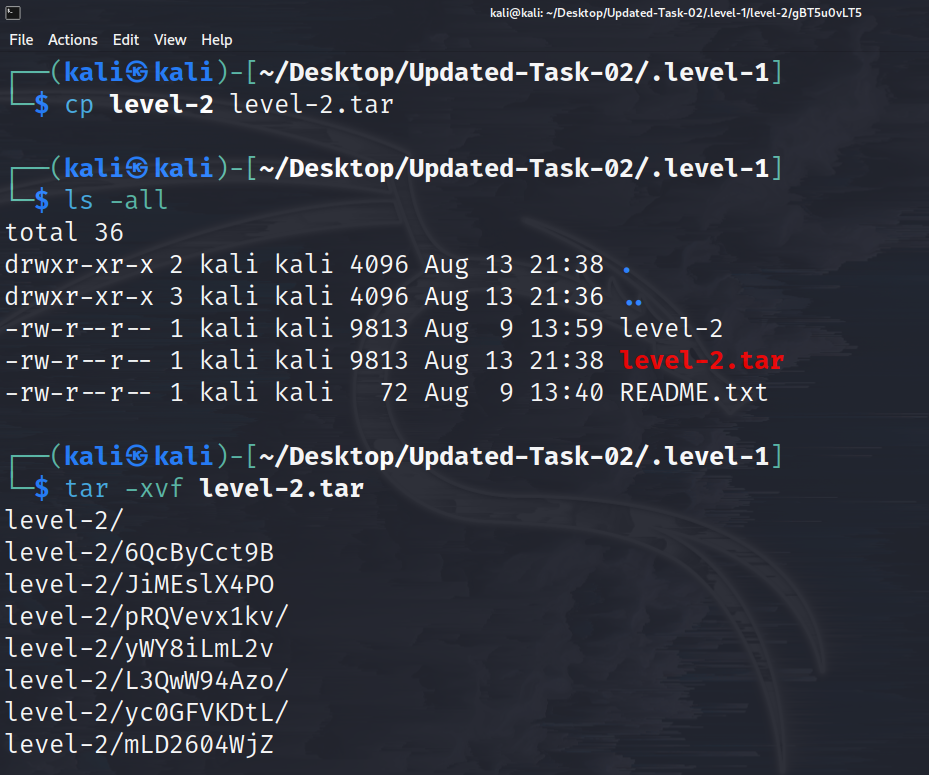 kali@kali: ~/Desktop/Updated-Task-02/.level-1/level-2/gBT5u0vLT5
File Actions Edit View Help
┌──(kali㉿kali)-[~/Desktop/Updated-Task-02/.level-1]
└─$ cp level-2 level-2.tar
┌──(kali㉿kali)-[~/Desktop/Updated-Task-02/.level-1]
└─$ ls -all
total 36
drwxr-xr-x 2 kali kali 4096 Aug 13 21:38 .
drwxr-xr-x 3 kali kali 4096 Aug 13 21:36 ..
-rw-r--r-- 1 kali kali 9813 Aug  9 13:59 level-2
-rw-r--r-- 1 kali kali 9813 Aug 13 21:38 level-2.tar
-rw-r--r-- 1 kali kali   72 Aug  9 13:40 README.txt
┌──(kali㉿kali)-[~/Desktop/Updated-Task-02/.level-1]
└─$ tar -xvf level-2.tar
level-2/
level-2/6QcByCct9B
level-2/JiMEslX4PO
level-2/pRQVevx1kv/
level-2/yWY8iLmL2v
level-2/L3QwW94Azo/
level-2/yc0GFVKDtL/
level-2/mLD2604WjZ